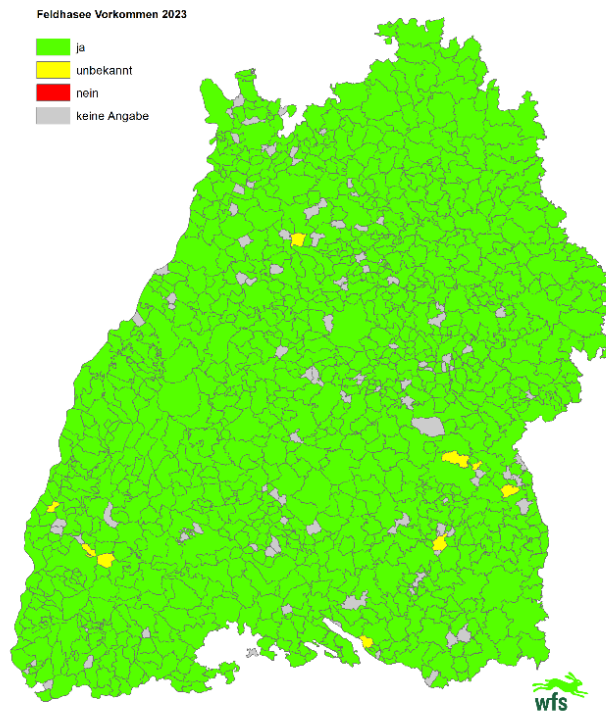 Feldhasee Vorkommen 2023
ja
unbekannt
nein
keine Angabe
wfs